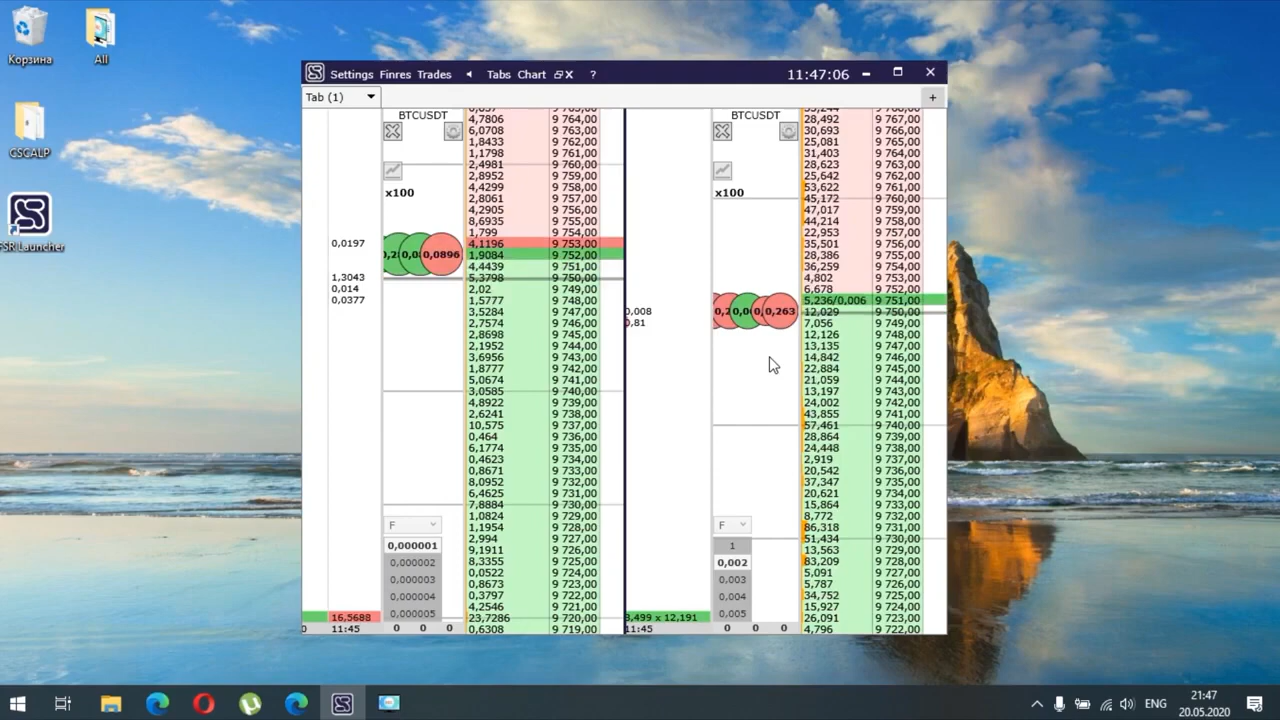 Корзина
All
CSCALP
FSR Launcher
Settings Finres Trades Tabs Chart ? 11:47:06
Tab (1) +
BTCUSDT
x100
0,0197
1,3043
0,014
0,0377
0,0896
4,7806 9 764,00
6,0708 9 763,00
1,8433 9 762,00
1,1798 9 761,00
2,4981 9 760,00
2,8952 9 759,00
4,4299 9 758,00
2,8061 9 757,00
4,2905 9 756,00
8,6935 9 755,00
1,799 9 754,00
4,1196 9 753,00
1,9084 9 752,00
4,4439 9 751,00
5,3798 9 750,00
2,02 9 749,00
1,5777 9 748,00
3,5284 9 747,00
2,7574 9 746,00
2,8698 9 745,00
2,1952 9 744,00
3,6956 9 743,00
1,8777 9 742,00
5,0674 9 741,00
3,0585 9 740,00
4,8922 9 739,00
2,6241 9 738,00
10,575 9 737,00
0,464 9 736,00
6,1774 9 735,00
0,4623 9 734,00
0,8671 9 733,00
8,0952 9 732,00
6,4625 9 731,00
7,8884 9 730,00
1,0824 9 729,00
1,1954 9 728,00
2,994 9 727,00
9,1911 9 726,00
8,3355 9 725,00
0,0522 9 724,00
0,8673 9 723,00
0,3797 9 722,00
4,2546 9 721,00
23,7286 9 720,00
0,6308 9 719,00
F
0,000001
0,000002
0,000003
0,000004
0,000005
16,5688
0 11:45 0 0 0
BTCUSDT
x100
0,008
0,81
0,263
28,492 9 767,00
30,693 9 766,00
25,081 9 765,00
31,403 9 764,00
28,623 9 763,00
25,642 9 762,00
53,622 9 761,00
45,172 9 760,00
47,017 9 759,00
44,214 9 758,00
22,953 9 757,00
35,501 9 756,00
28,386 9 755,00
36,259 9 754,00
4,802 9 753,00
6,678 9 752,00
5,236/0,006 9 751,00
12,029 9 750,00
7,056 9 749,00
12,126 9 748,00
13,135 9 747,00
14,842 9 746,00
22,884 9 745,00
21,059 9 744,00
13,197 9 743,00
24,002 9 742,00
43,855 9 741,00
57,461 9 740,00
28,864 9 739,00
24,448 9 738,00
2,919 9 737,00
20,542 9 736,00
37,347 9 735,00
20,621 9 734,00
15,864 9 733,00
8,772 9 732,00
86,318 9 731,00
51,434 9 730,00
13,563 9 729,00
83,209 9 728,00
5,091 9 727,00
5,787 9 726,00
34,752 9 725,00
15,927 9 724,00
26,091 9 723,00
4,796 9 722,00
F
1
0,002
0,003
0,004
0,005
3,499 x 12,191
11:45 0 0 0
ENG
21:47
20.05.2020